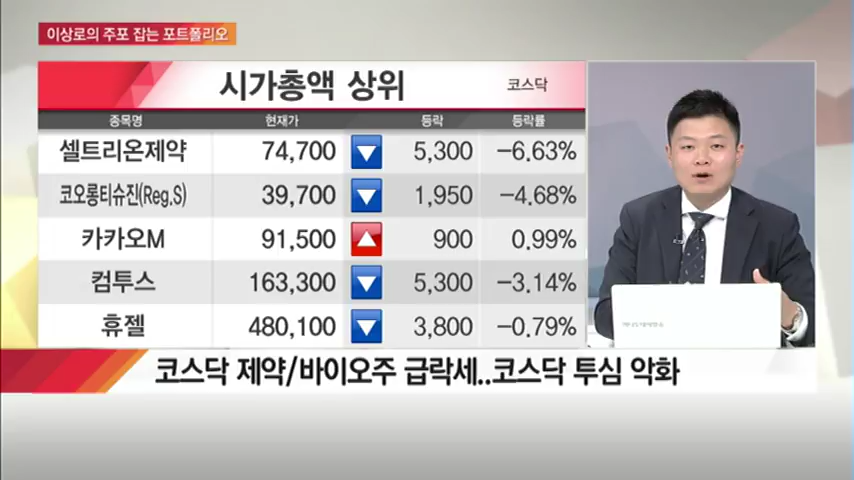 이상로의 주포 잡는 포트폴리오
시가총액 상위 코스닥
종목명 현재가 등락 등락률
셀트리온제약 74,700 ▼ 5,300 -6.63%
코오롱티슈진(Reg.S) 39,700 ▼ 1,950 -4.68%
카카오M 91,500 ▲ 900 0.99%
컴투스 163,300 ▼ 5,300 -3.14%
휴젤 480,100 ▼ 3,800 -0.79%
코스닥 제약/바이오주 급락세..코스닥 투심 악화